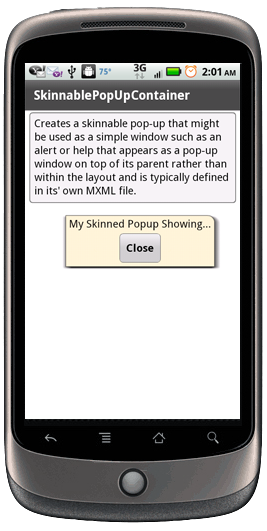 75° 3G 2:01 AM
SkinnablePopUpContainer
Creates a skinnable pop-up that might
be used as a simple window such as an
alert or help that appears as a pop-up
window on top of its parent rather than
within the layout and is typically defined
in its' own MXML file.
My Skinned Popup Showing...
Close